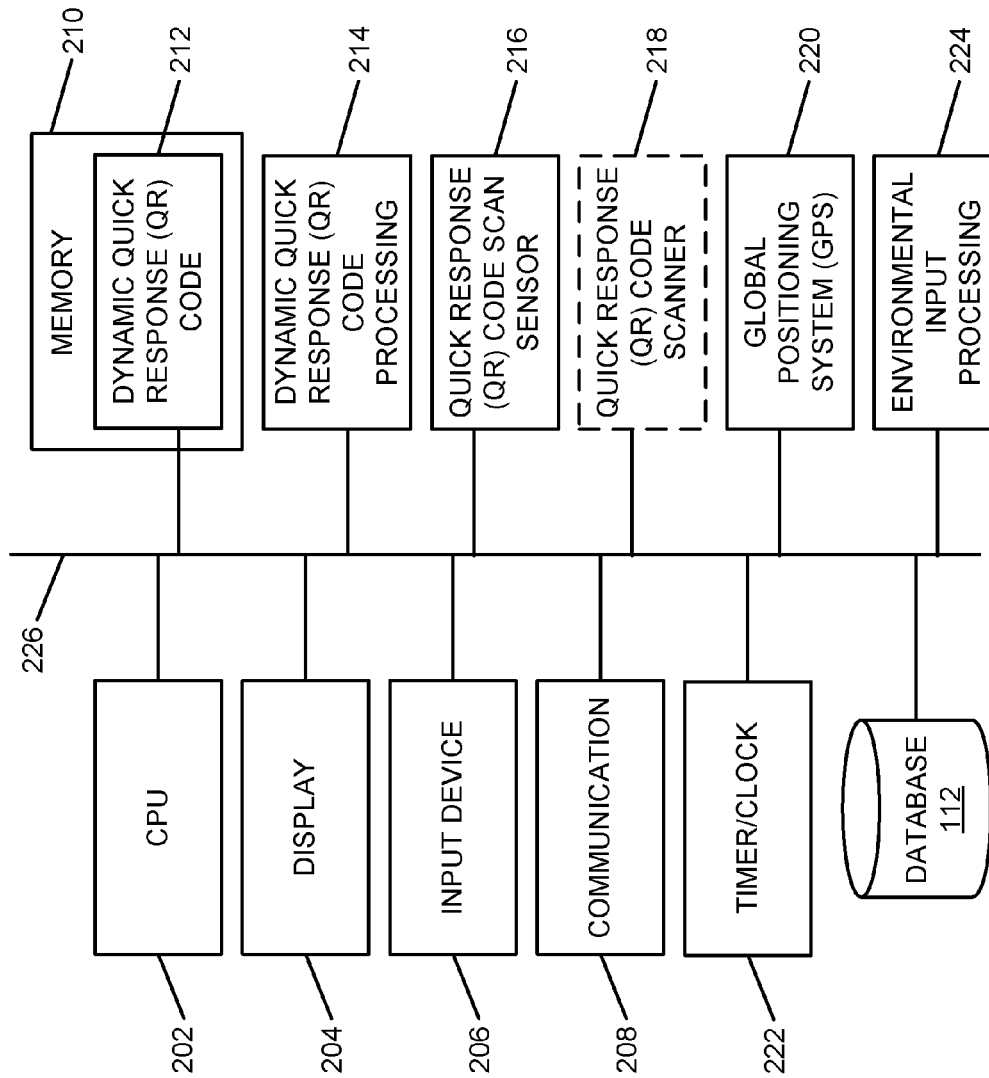 226
CPU
202
DISPLAY
204
INPUT DEVICE
206
COMMUNICATION
208
TIMER/CLOCK
222
DATABASE
112
210
MEMORY
212
DYNAMIC QUICK
RESPONSE (QR)
CODE
214
DYNAMIC QUICK
RESPONSE (QR)
CODE
PROCESSING
216
QUICK RESPONSE
(QR) CODE SCAN
SENSOR
218
QUICK RESPONSE
(QR) CODE
SCANNER
220
GLOBAL
POSITIONING
SYSTEM (GPS)
224
ENVIRONMENTAL
INPUT
PROCESSING